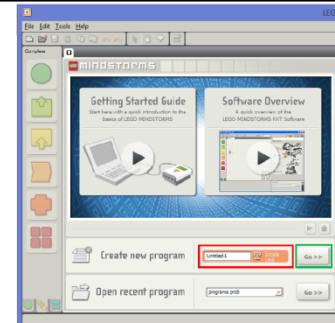 LEG
File Edit Tools Help
Complete
mindstorms
Getting Started Guide
Start here with a quick introduction to the
basics of LEGO MINDSTORMS
Software Overview
A quick overview of the
LEGO MINDSTORMS NXT Software
Create new program
Untitled-1
Go >>
Open recent program
programa prob
Go >>